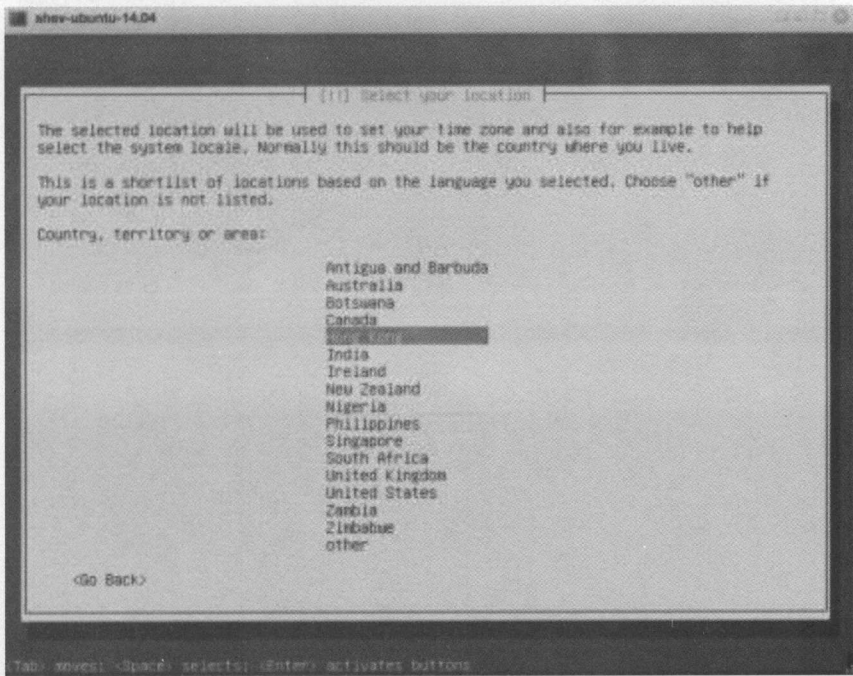 shev-ubuntu-14.04
[!!] Select your location
The selected location will be used to set your time zone and also for example to help
select the system locale. Normally this should be the country where you live.
This is a shortlist of locations based on the language you selected. Choose "other" if
your location is not listed.
Country, territory or area:
Antigua and Barbuda
Australia
Botswana
Canada
Hong Kong
India
Ireland
New Zealand
Nigeria
Philippines
Singapore
South Africa
United Kingdom
United States
Zambia
Zimbabwe
other
<Go Back>
<Tab> moves; <Space> selects; <Enter> activates buttons